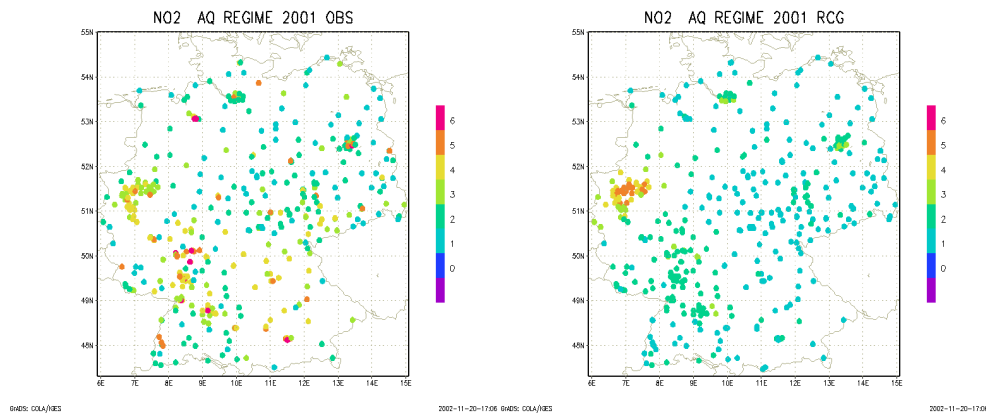 NO2 AQ REGIME 2001 OBS
55N
54N
53N
52N
51N
50N
49N
48N
6E 7E 8E 9E 10E 11E 12E 13E 14E 15E
6
5
4
3
2
1
0
GrADS: COLA/IGES
2002-11-20-17:06
NO2 AQ REGIME 2001 RCG
55N
54N
53N
52N
51N
50N
49N
48N
6E 7E 8E 9E 10E 11E 12E 13E 14E 15E
6
5
4
3
2
1
0
GrADS: COLA/IGES
2002-11-20-17:06